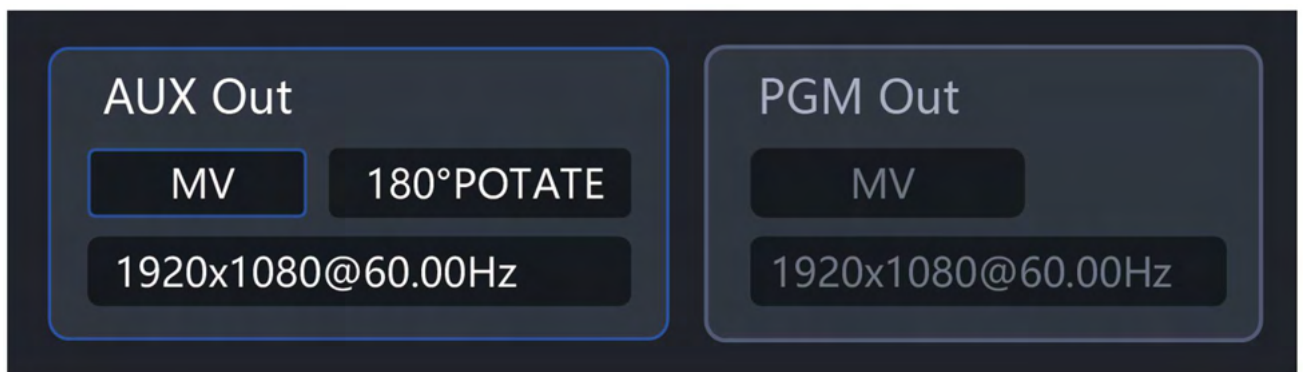 AUX Out
MV
180°POTATE
1920x1080@60.00Hz
PGM Out
MV
1920x1080@60.00Hz